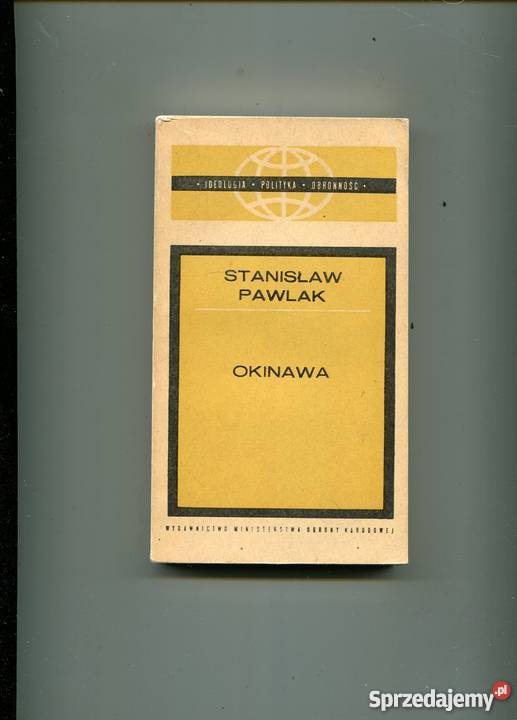 • IDEOLOGIA • POLITYKA • OBRONNOŚĆ •
STANISŁAW
PAWLAK
OKINAWA
WYDAWNICTWO MINISTERSTWA OBRONY NARODOWEJ
Sprzedajemy.pl